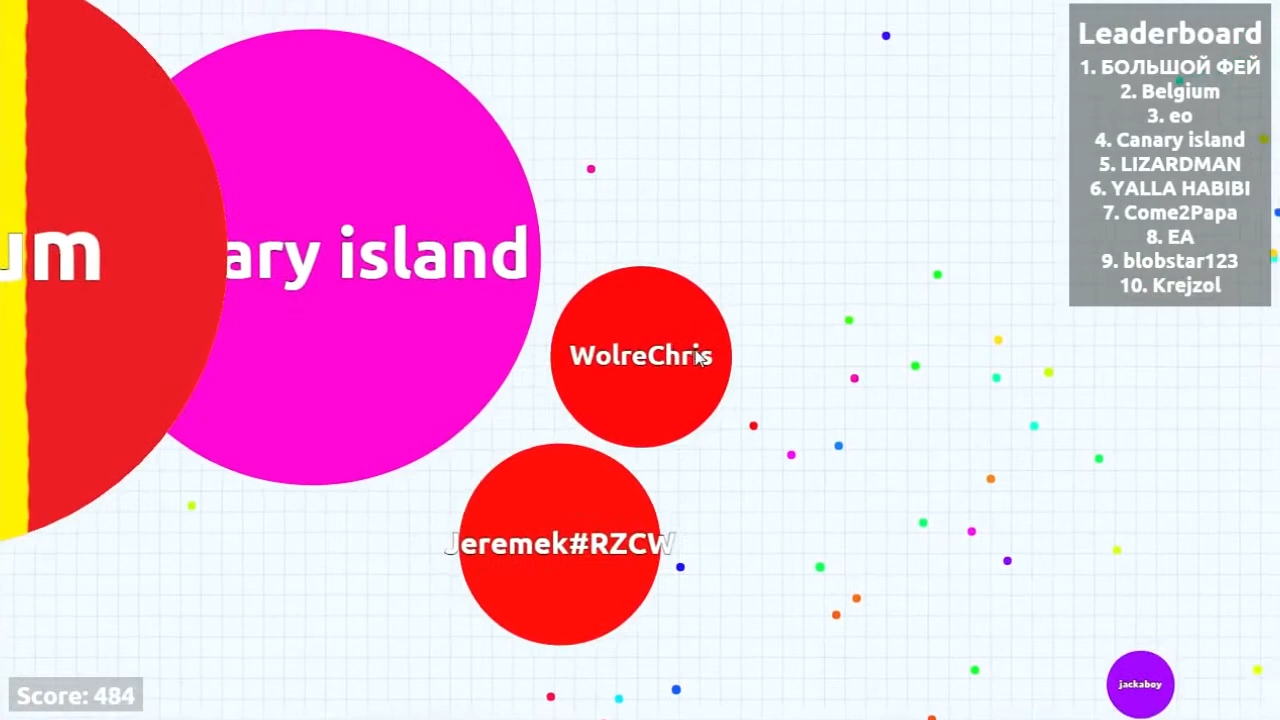 Leaderboard
1. БОЛЬШОЙ ФЕЙ
2. Belgium
3. eo
4. Canary island
5. LIZARDMAN
6. YALLA HABIBI
7. Come2Papa
8. EA
9. blobstar123
10. Krejzol
um
ary island
WolreChris
Jeremek#RZCW
jackaboy
Score: 484